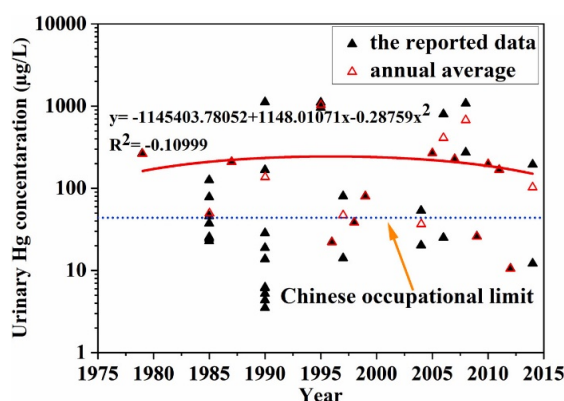 10000
1000
100
10
1
Urinary Hg concentaration (μg/L)
▲ the reported data
△ annual average
y= -1145403.78052+1148.01071x-0.28759x²
R²= -0.10999
Chinese occupational limit
1975 1980 1985 1990 1995 2000 2005 2010 2015
Year